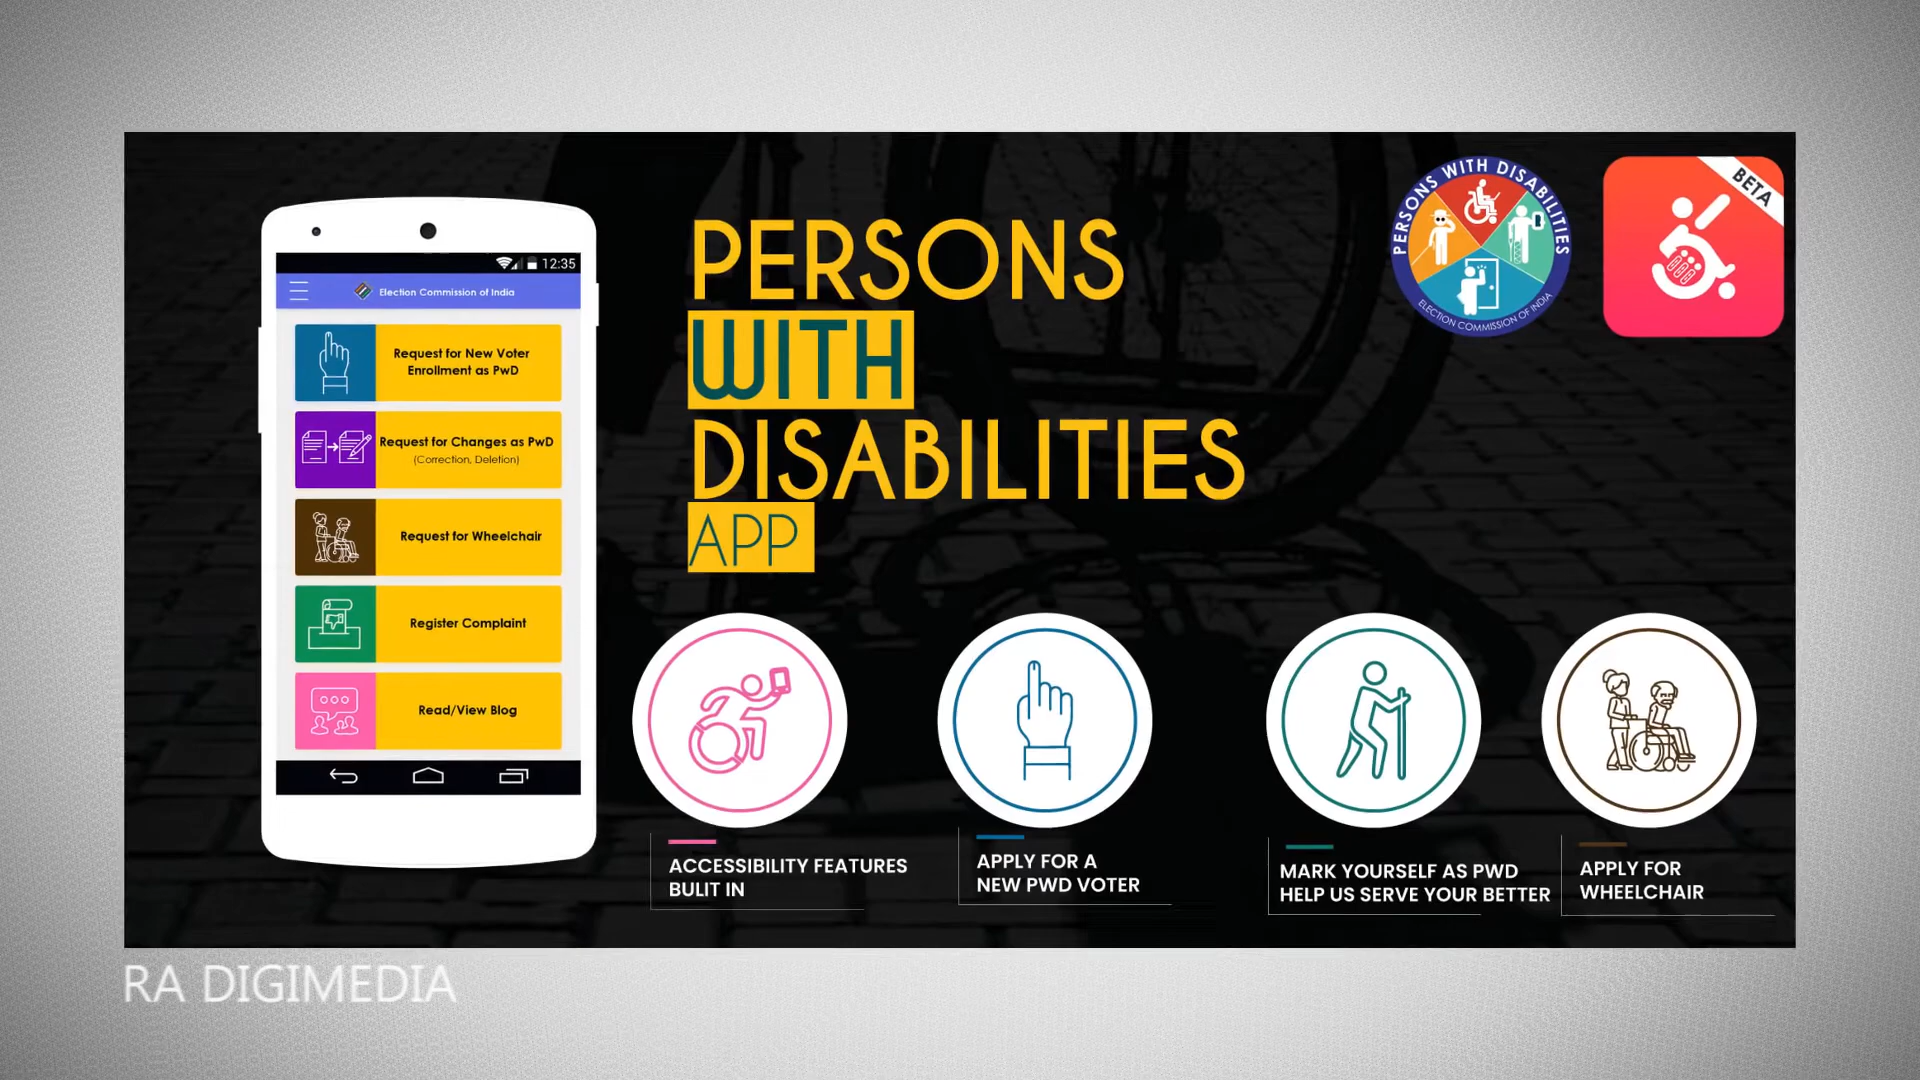 12:35
Election Commission of India
Request for New Voter
Enrollment as PwD
Request for Changes as PwD
(Correction, Deletion)
Request for Wheelchair
Register Complaint
Read/View Blog
PERSONS
WITH
DISABILITIES
APP
PERSONS WITH DISABILITIES
ELECTION COMMISSION OF INDIA
BETA
ACCESSIBILITY FEATURES
BULIT IN
APPLY FOR A
NEW PWD VOTER
MARK YOURSELF AS PWD
HELP US SERVE YOUR BETTER
APPLY FOR
WHEELCHAIR
RA DIGIMEDIA